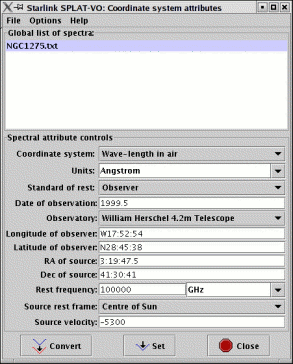 Starlink SPLAT-VO: Coordinate system attributes
File Options Help
Global list of spectra:
NGC1275.txt
Spectral attribute controls
Coordinate system: Wave-length in air
Units: Angstrom
Standard of rest: Observer
Date of observation: 1999.5
Observatory: William Herschel 4.2m Telescope
Longitude of observer: W17:52:54
Latitude of observer: N28:45:38
RA of source: 3:19:47.5
Dec of source: 41:30:41
Rest frequency: 100000 GHz
Source rest frame: Centre of Sun
Source velocity: -5300
Convert Set Close